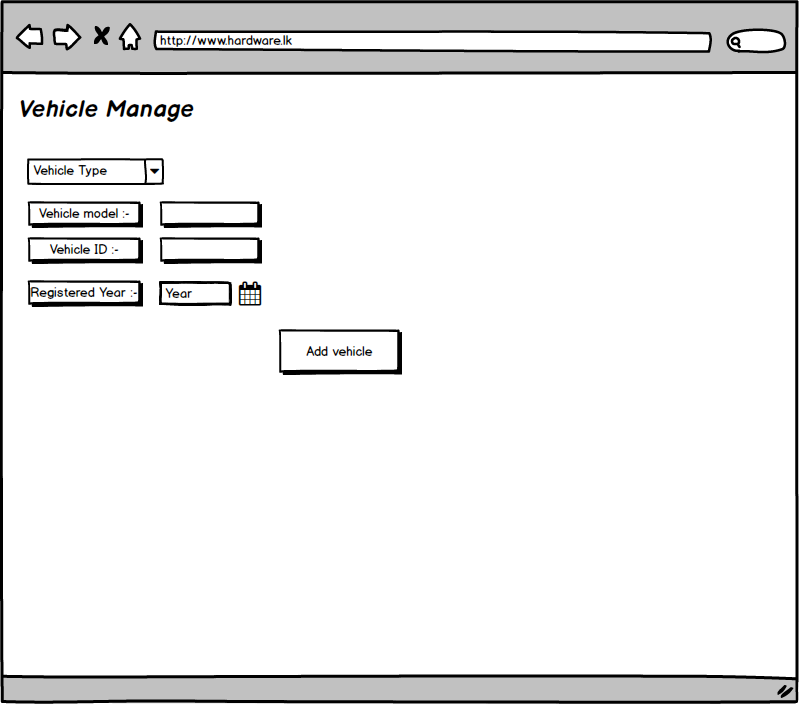 http://www.hardware.lk
Vehicle Manage
Vehicle Type
Vehicle model :-
Vehicle ID :-
Registered Year :-
Year
Add vehicle